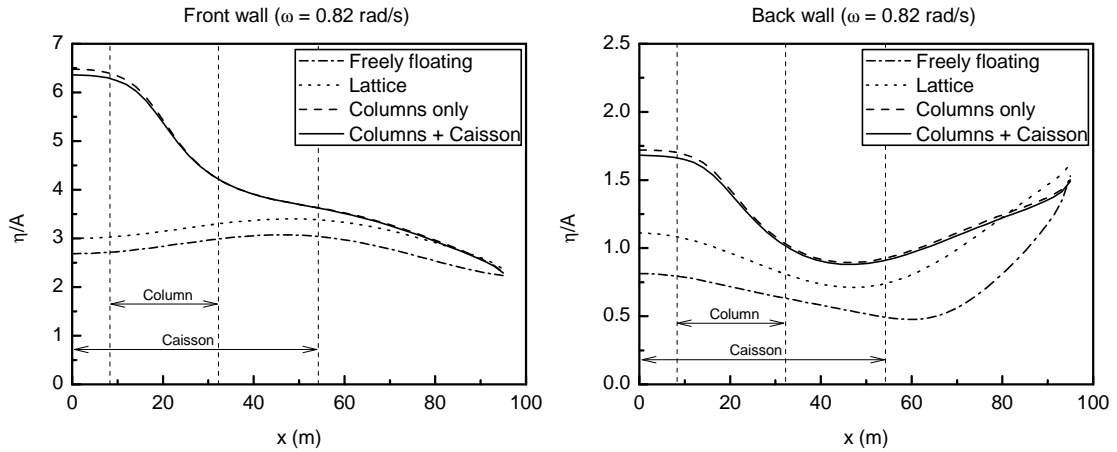 Front wall (ω = 0.82 rad/s)
7
6
5
4
3
2
1
0
η/A
Freely floating
Lattice
Columns only
Columns + Caisson
Column
Caisson
0 20 40 60 80 100
x (m)
Back wall (ω = 0.82 rad/s)
2.5
2.0
1.5
1.0
0.5
0.0
η/A
Freely floating
Lattice
Columns only
Columns + Caisson
Column
Caisson
0 20 40 60 80 100
x (m)